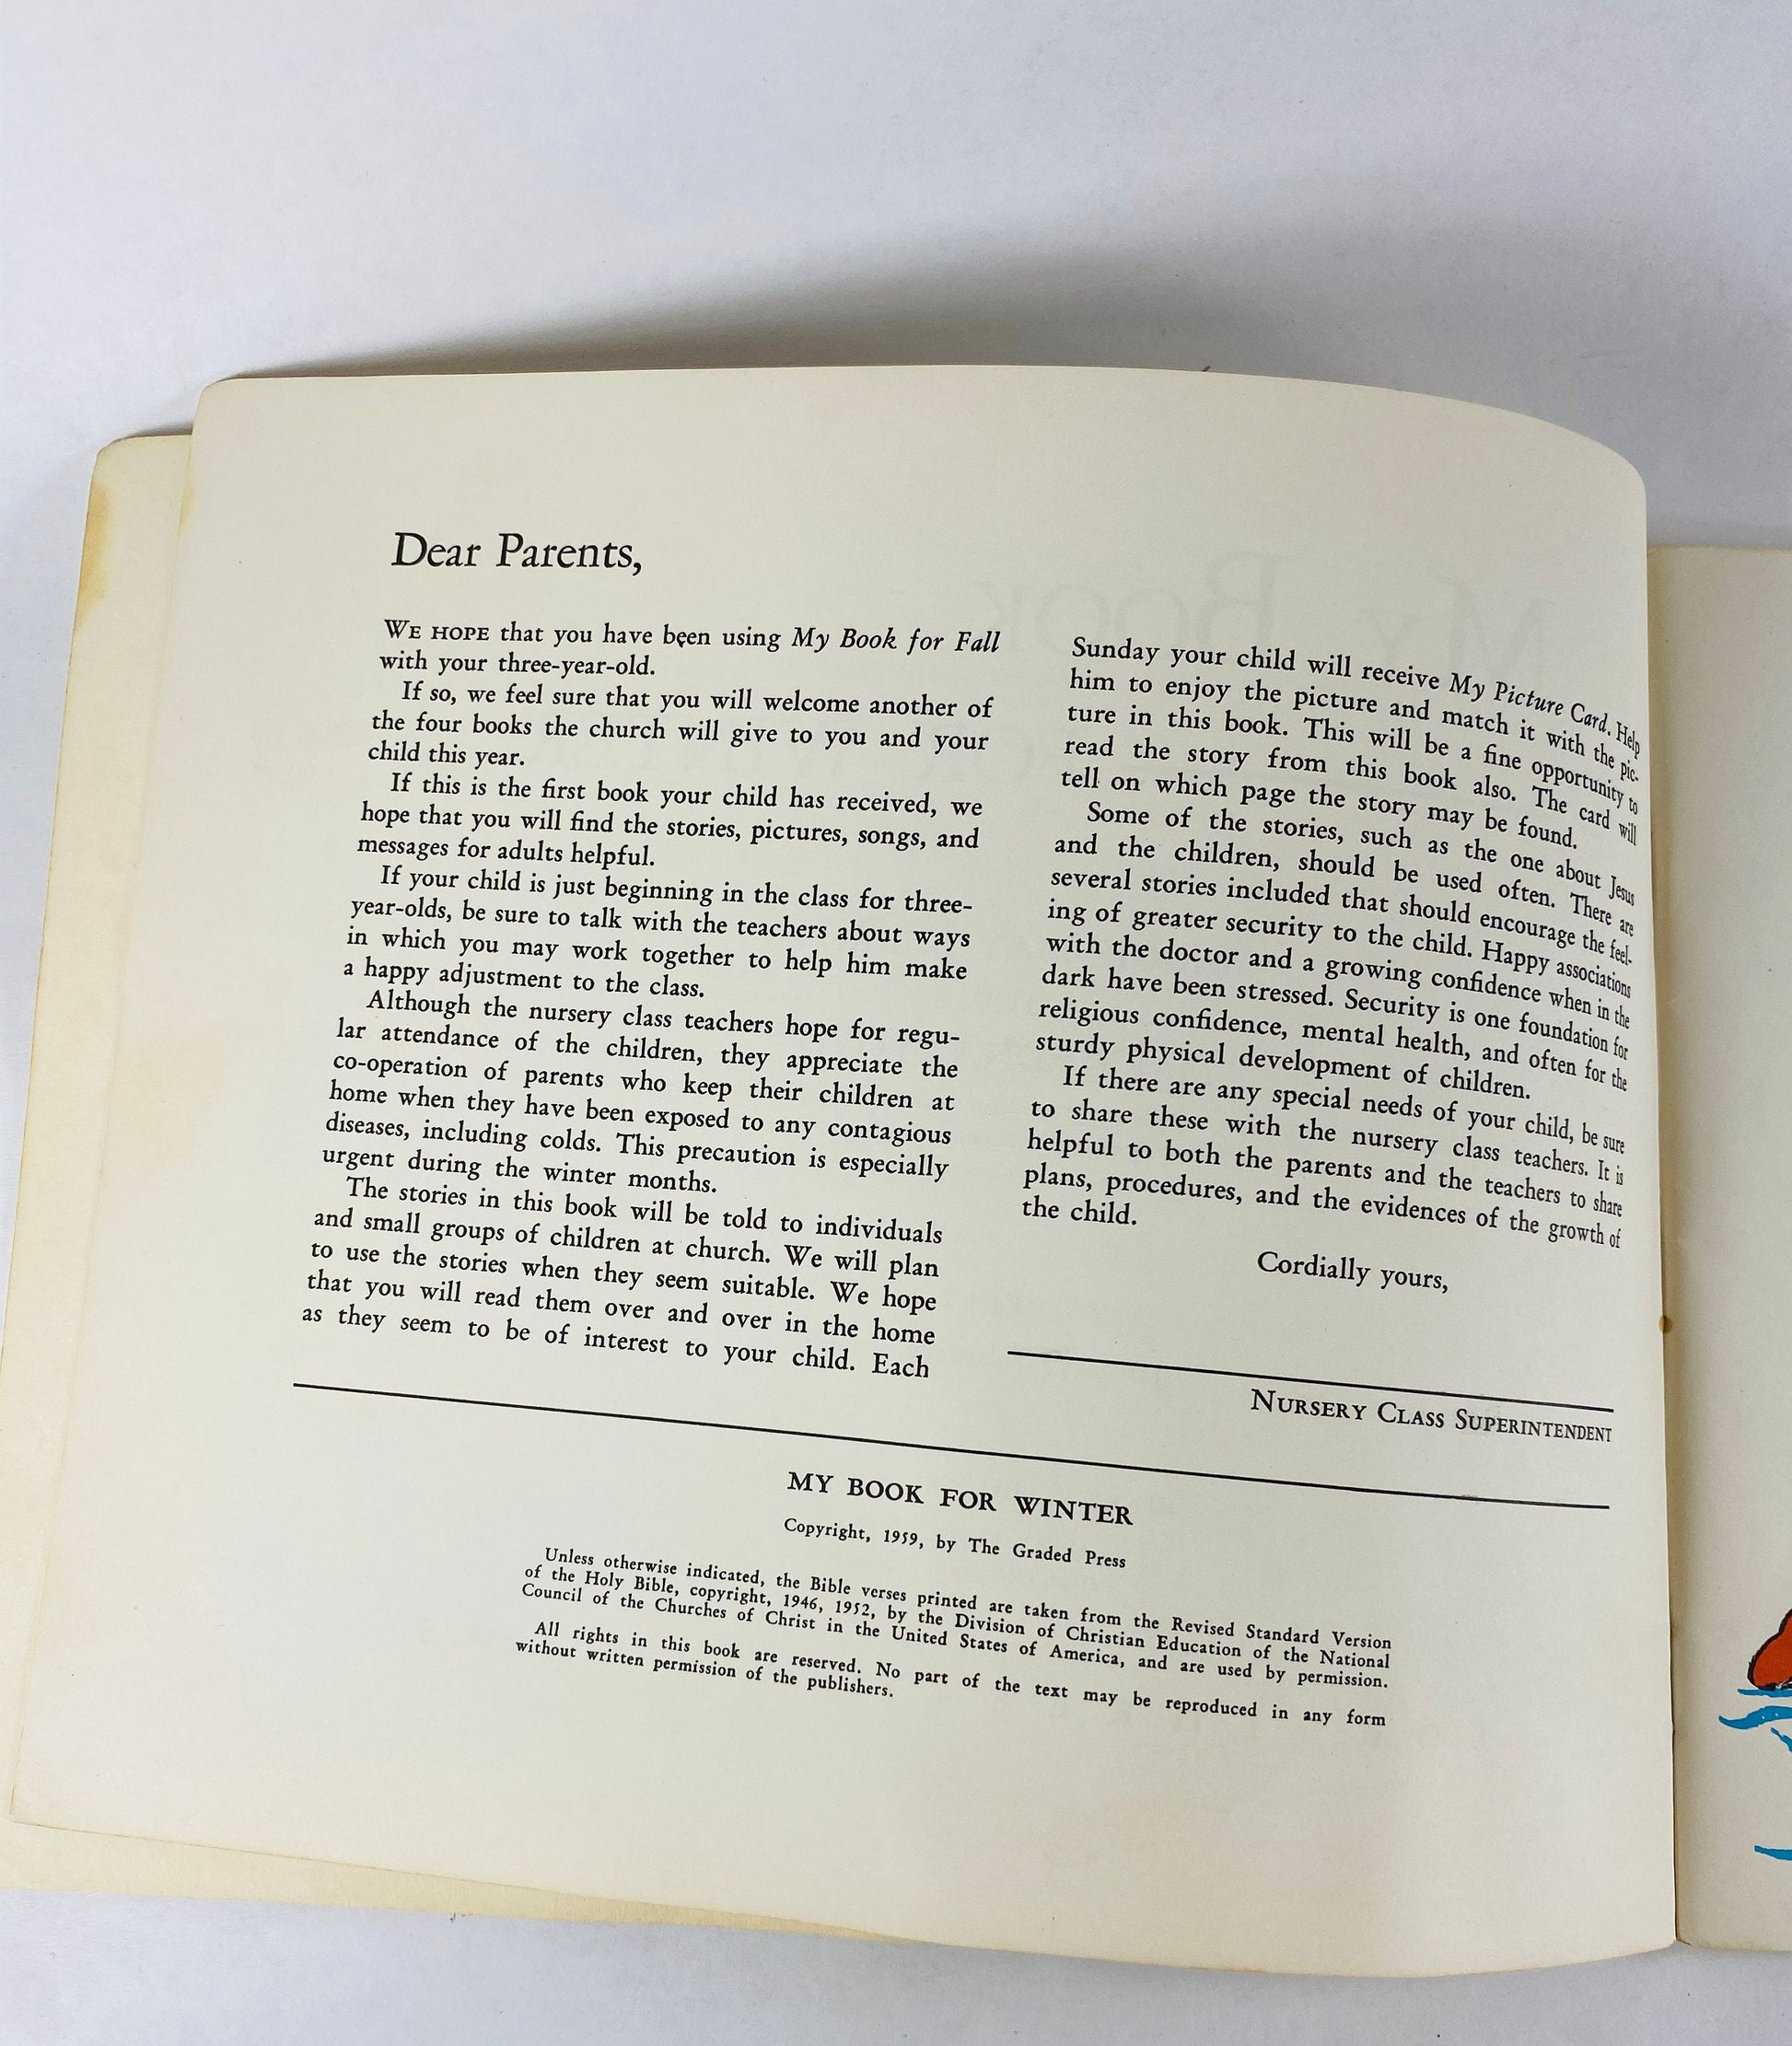 Dear Parents,
WE HOPE that you have been using My Book for Fall
with your three-year-old.
If so, we feel sure that you will welcome another of
the four books the church will give to you and your
child this year.
If this is the first book your child has received, we
hope that you will find the stories, pictures, songs, and
messages for adults helpful.
If your child is just beginning in the class for three-
year-olds, be sure to talk with the teachers about ways
in which you may work together to help him make
a happy adjustment to the class.
Although the nursery class teachers hope for regu-
lar attendance of the children, they appreciate the
co-operation of parents who keep their children at
home when they have been exposed to any contagious
diseases, including colds. This precaution is especially
urgent during the winter months.
The stories in this book will be told to individuals
and small groups of children at church. We will plan
to use the stories when they seem suitable. We hope
that you will read them over and over in the home
as they seem to be of interest to your child. Each
Sunday your child will receive My Picture Card. Help
him to enjoy the picture and match it with the pic-
ture in this book. This will be a fine opportunity to
read the story from this book also. The card will
tell on which page the story may be found.
Some of the stories, such as the one about Jesus
and the children, should be used often. There are
several stories included that should encourage the feel-
ing of greater security to the child. Happy associations
with the doctor and a growing confidence when in the
dark have been stressed. Security is one foundation for
religious confidence, mental health, and often for the
sturdy physical development of children.
If there are any special needs of your child, be sure
to share these with the nursery class teachers. It is
helpful to both the parents and the teachers to share
plans, procedures, and the evidences of the growth of
the child.
Cordially yours,
NURSERY CLASS SUPERINTENDENT
MY BOOK FOR WINTER
Copyright, 1959, by The Graded Press
Unless otherwise indicated, the Bible verses printed are taken from the Revised Standard Version
of the Holy Bible, copyright, 1946, 1952, by the Division of Christian Education of the National
Council of the Churches of Christ in the United States of America, and are used by permission.
All rights in this book are reserved. No part of the text may be reproduced in any form
without written permission of the publishers.